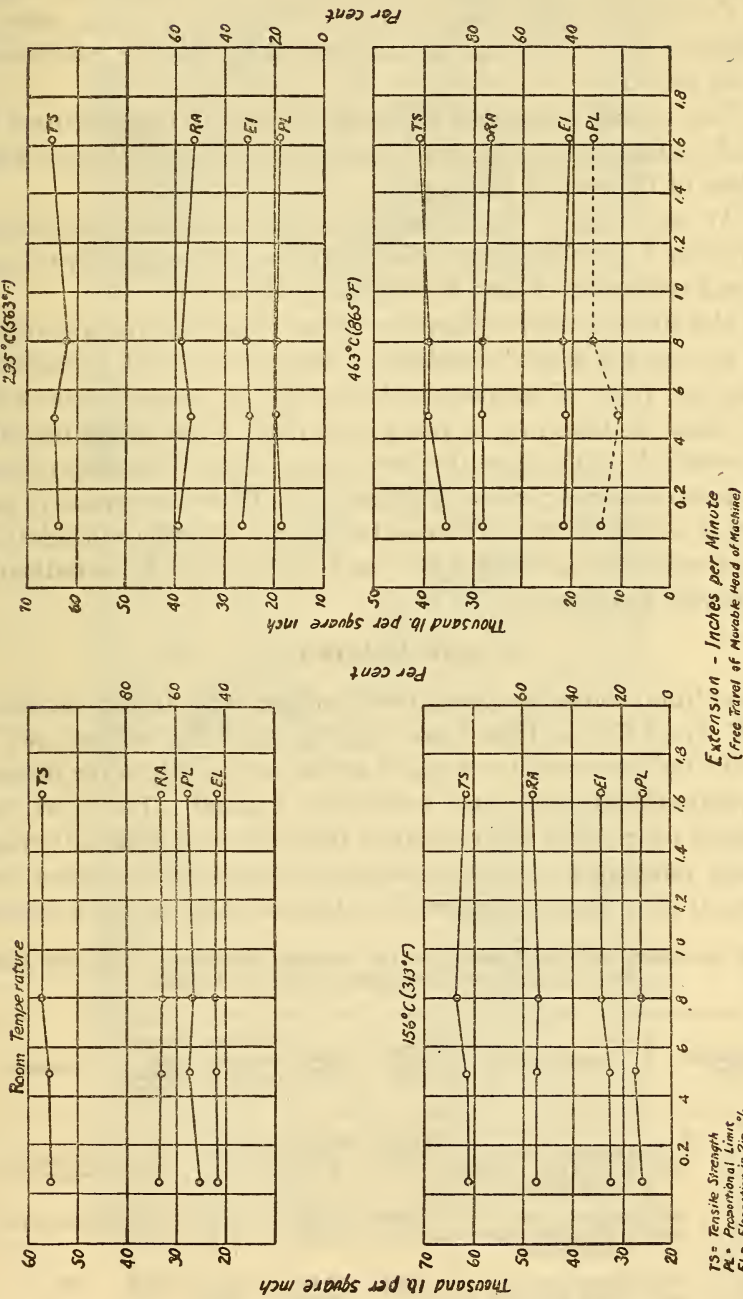 Room Temperature
Thousand lb. per Square inch
60
50
40
30
20
TS
RA
PL
EL
80
60
40
Per cent
295°C (563°F)
Thousand lb. per Square inch
70
60
50
40
30
20
10
TS
RA
El
PL
60
40
20
0
Per cent
156°C (313°F)
70
60
50
40
30
20
TS
RA
El
PL
60
40
20
0
0.2 4 6 8 10 1.2 1.4 1.6 1.8
463°C (865°F)
50
40
30
20
10
0
TS
RA
El
PL
80
60
40
0.2 4 6 8 10 1.2 1.4 1.6 1.8
Extension - Inches per Minute
(Free Travel of Movable Head of Machine)
TS = Tensile Strength
PL = Proportional Limit